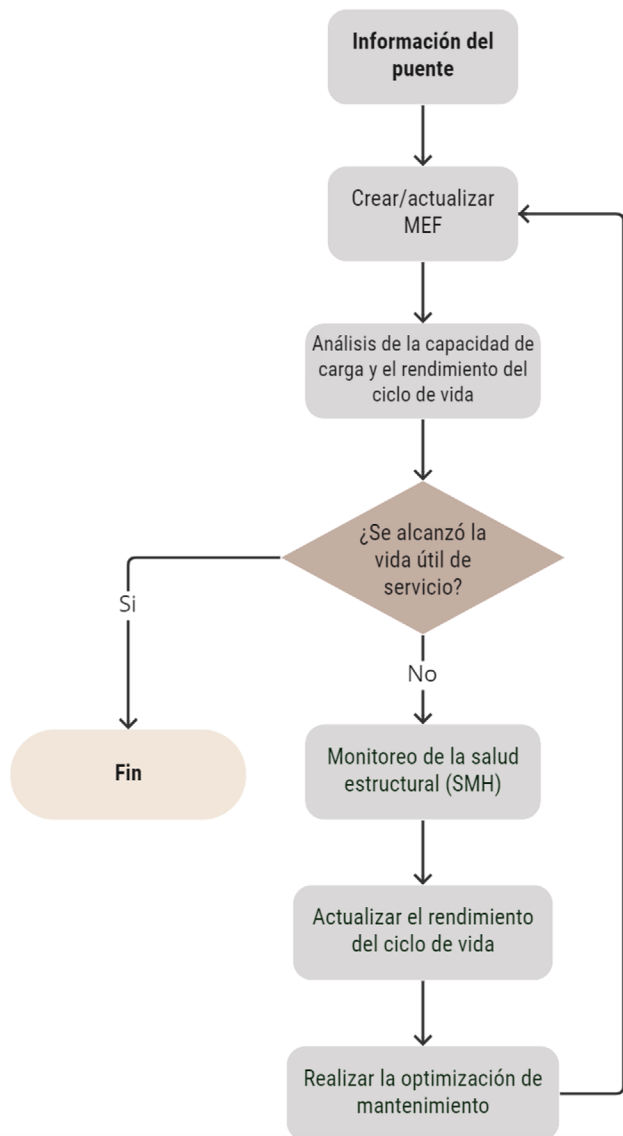 Información del
puente
Crear/actualizar
MEF
Análisis de la capacidad de
carga y el rendimiento del
ciclo de vida
¿Se alcanzó la
vida útil de
servicio?
Si
No
Fin
Monitoreo de la salud
estructural (SMH)
Actualizar el rendimiento
del ciclo de vida
Realizar la optimización de
mantenimiento